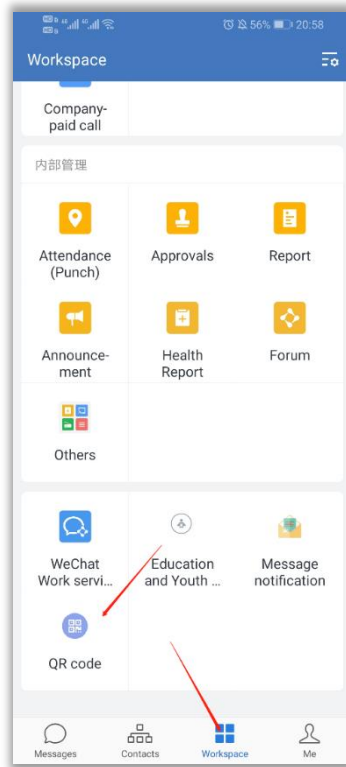 56% 20:58
Workspace
Company-
paid call
内部管理
Attendance
(Punch)
Approvals
Report
Announce-
ment
Health
Report
Forum
Others
WeChat
Work servi...
Education
and Youth ...
Message
notification
QR code
Messages
Contacts
Workspace
Me